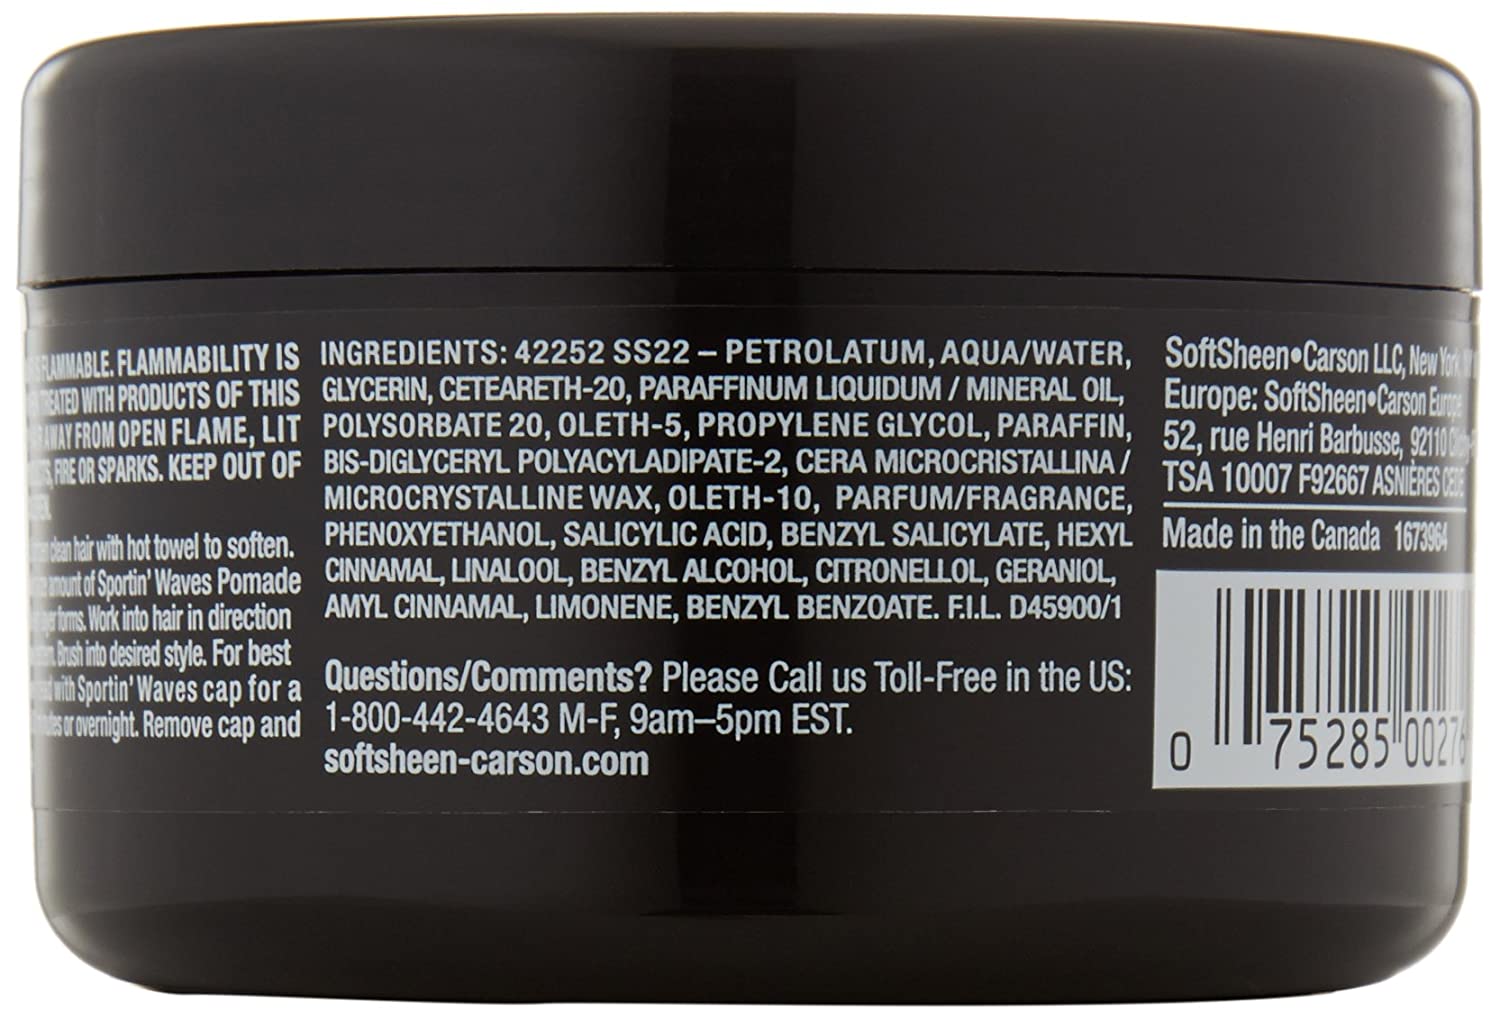 IS FLAMMABLE. FLAMMABILITY IS
TREATED WITH PRODUCTS OF THIS
AWAY FROM OPEN FLAME, LIT
FIRE OR SPARKS. KEEP OUT OF
clean hair with hot towel to soften.
amount of Sportin' Waves Pomade
forms. Work into hair in direction
Brush into desired style. For best
with Sportin' Waves cap for a
or overnight. Remove cap and
INGREDIENTS: 42252 SS22 – PETROLATUM, AQUA/WATER,
GLYCERIN, CETEARETH-20, PARAFFINUM LIQUIDUM / MINERAL OIL,
POLYSORBATE 20, OLETH-5, PROPYLENE GLYCOL, PARAFFIN,
BIS-DIGLYCERYL POLYACYLADIPATE-2, CERA MICROCRISTALLINA /
MICROCRYSTALLINE WAX, OLETH-10, PARFUM/FRAGRANCE,
PHENOXYETHANOL, SALICYLIC ACID, BENZYL SALICYLATE, HEXYL
CINNAMAL, LINALOOL, BENZYL ALCOHOL, CITRONELLOL, GERANIOL,
AMYL CINNAMAL, LIMONENE, BENZYL BENZOATE. F.I.L. D45900/1
Questions/Comments? Please Call us Toll-Free in the US:
1-800-442-4643 M-F, 9am–5pm EST.
softsheen-carson.com
SoftSheen•Carson LLC, New York,
Europe: SoftSheen•Carson Europe
52, rue Henri Barbusse, 92110
TSA 10007 F92667 ASNIÈRES
Made in the Canada 1673964
0 75285 0027